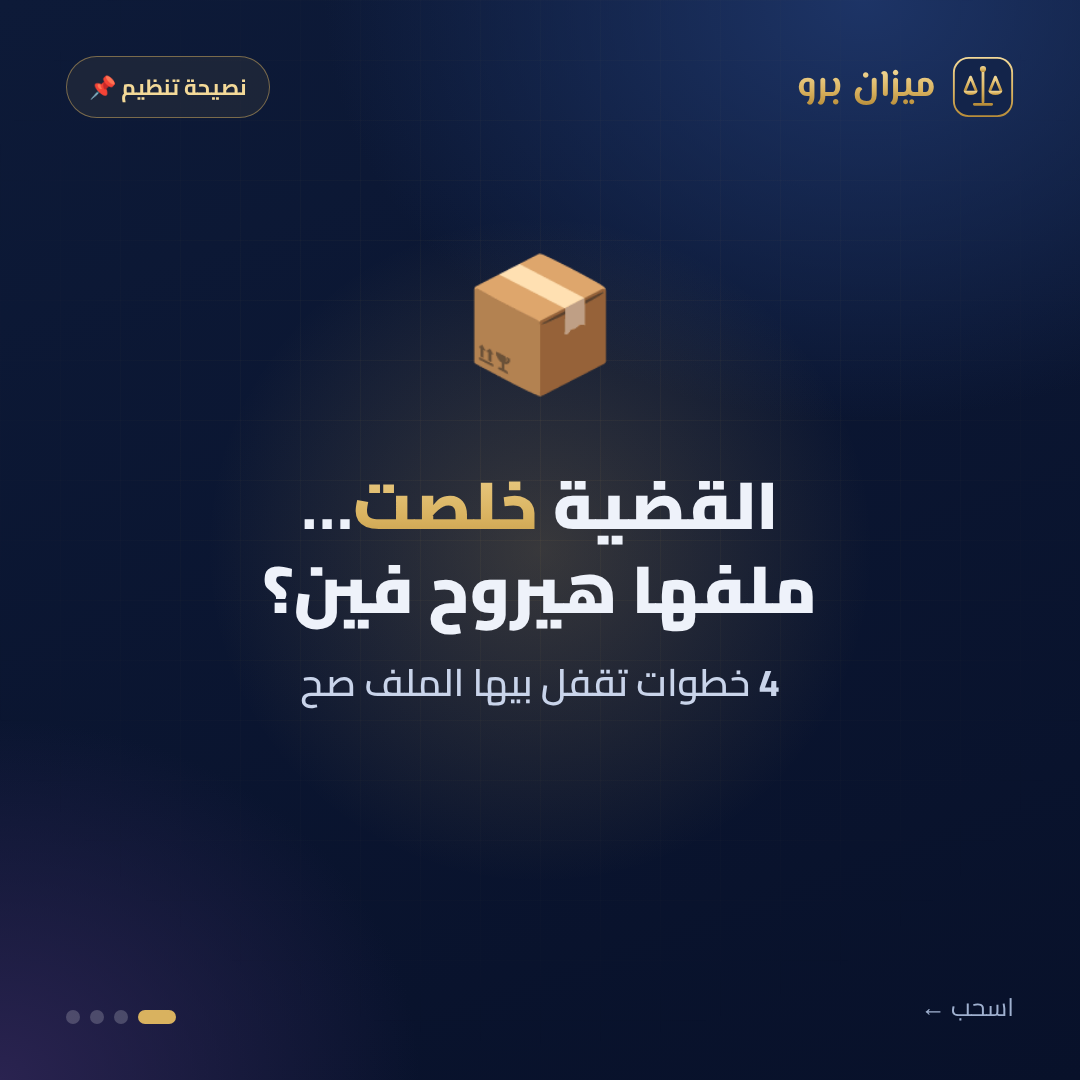 ميزان برو
نصيحة تنظيم 📌
القضية خلصت...
ملفها هيروح فين؟
4 خطوات تقفل بيها الملف صح
اسحب ←